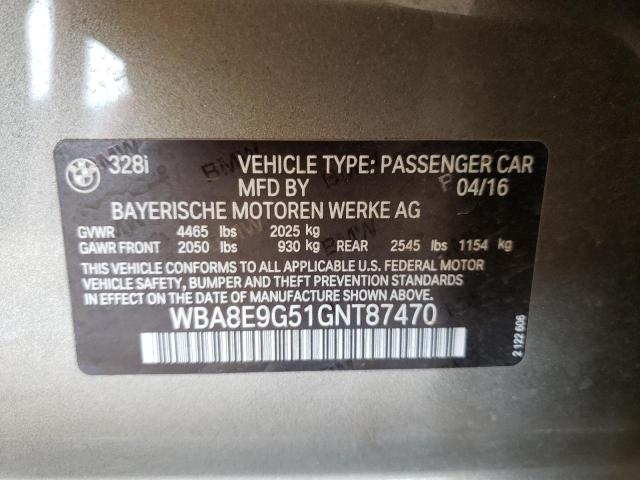 328i VEHICLE TYPE: PASSENGER CAR
MFD BY 04/16
BAYERISCHE MOTOREN WERKE AG
GVWR 4465 lbs 2025 kg
GAWR FRONT 2050 lbs 930 kg REAR 2545 lbs 1154 kg
THIS VEHICLE CONFORMS TO ALL APPLICABLE U.S. FEDERAL MOTOR
VEHICLE SAFETY, BUMPER AND THEFT PREVENTION STANDARDS
IN EFFECT ON THE DATE OF MANUFACTURE SHOWN ABOVE.
WBA8E9G51GNT87470
2 122 606